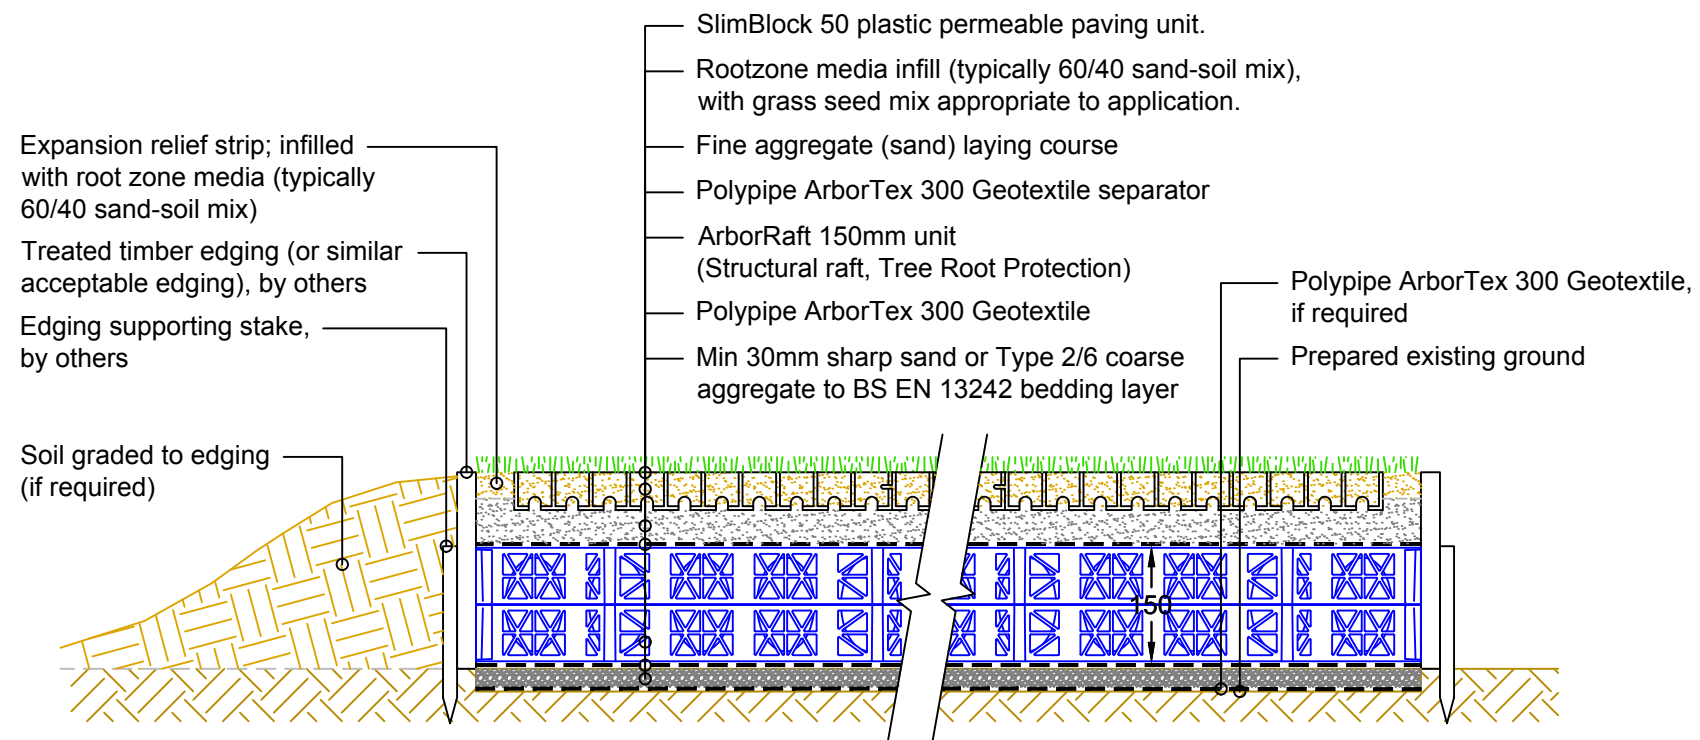 SlimBlock 50 plastic permeable paving unit.
Rootzone media infill (typically 60/40 sand-soil mix),
with grass seed mix appropriate to application.
Fine aggregate (sand) laying course
Polypipe ArborTex 300 Geotextile separator
ArborRaft 150mm unit
(Structural raft, Tree Root Protection)
Polypipe ArborTex 300 Geotextile
Min 30mm sharp sand or Type 2/6 coarse
aggregate to BS EN 13242 bedding layer
Expansion relief strip; infilled
with root zone media (typically
60/40 sand-soil mix)
Treated timber edging (or similar
acceptable edging), by others
Edging supporting stake,
by others
Soil graded to edging
(if required)
Polypipe ArborTex 300 Geotextile,
if required
Prepared existing ground
150